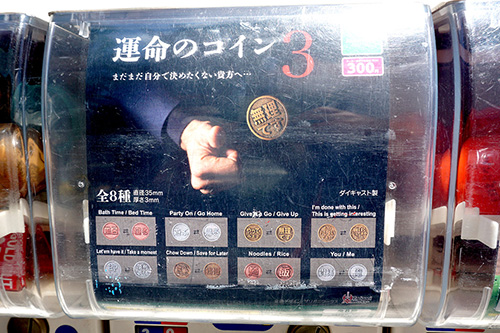 運命のコイン3
まだまだ自分で決めたくない貴方へ…
300
無理
です
全8種 直径35mm
厚さ3mm
ダイキャスト製
Bath Time / Bed Time
Party On / Go Home
Give it a Go / Give Up
I'm done with this /
This is getting interesting
Let'em have it / Take a moment
Chow Down / Save for Later
Noodles / Rice
You / Me